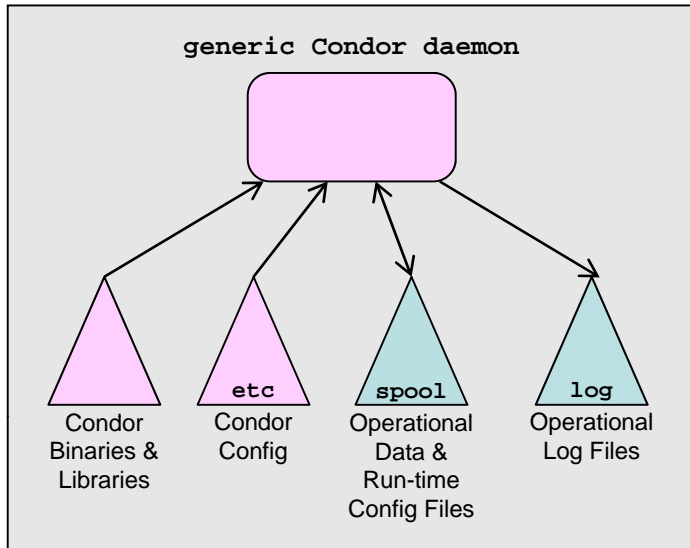 generic Condor daemon
etc
spool
log
Condor
Binaries &
Libraries
Condor
Config
Operational
Data &
Run-time
Config Files
Operational
Log Files